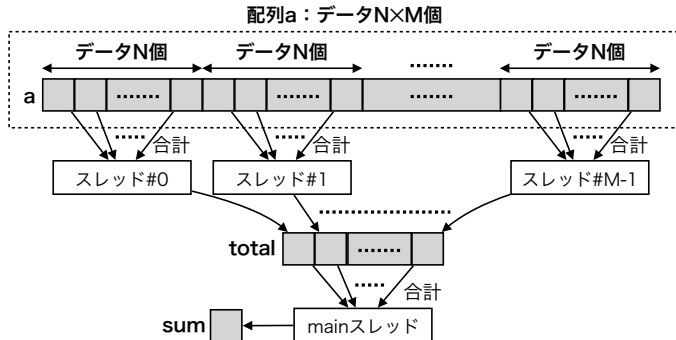 配列a：データN×M個
データN個 データN個 ……. データN個
a ……. ……. ……. …….
….. 合計 ….. 合計 ….. 合計
スレッド#0 スレッド#1 スレッド#M-1
…………………
total …….
….. 合計
sum mainスレッド